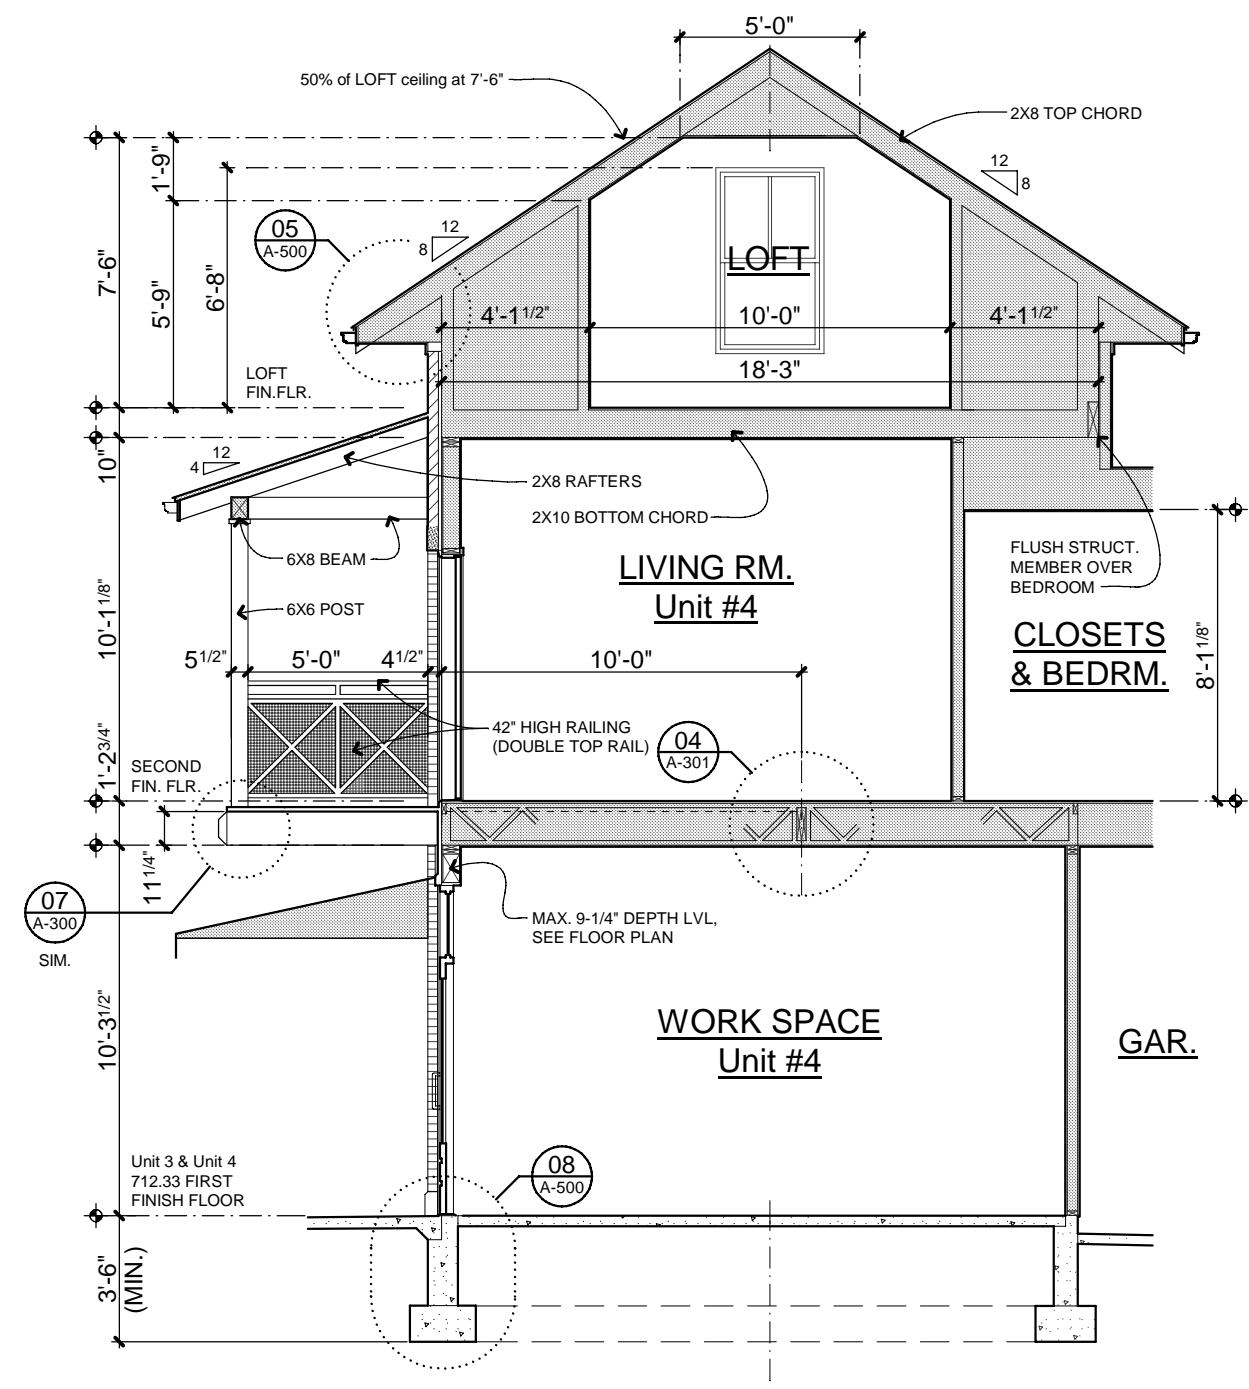 5'-0"
50% of LOFT ceiling at 7'-6"
2X8 TOP CHORD
12
8
1'-9"
05
A-500
12
8
7'-6"
5'-9"
6'-8"
LOFT
4'-1 1/2"
10'-0"
4'-1 1/2"
18'-3"
LOFT
FIN.FLR.
10"
12
4
2X8 RAFTERS
2X10 BOTTOM CHORD
6X8 BEAM
6X6 POST
LIVING RM.
Unit #4
FLUSH STRUCT.
MEMBER OVER
BEDROOM
CLOSETS
& BEDRM.
8'-1 1/8"
10'-1 1/8"
5 1/2"
5'-0"
4 1/2"
10'-0"
42" HIGH RAILING
(DOUBLE TOP RAIL)
04
A-301
1'-2 3/4"
SECOND
FIN. FLR.
11 1/4"
07
A-300
SIM.
MAX. 9-1/4" DEPTH LVL,
SEE FLOOR PLAN
10'-3 1/2"
WORK SPACE
Unit #4
GAR.
Unit 3 & Unit 4
712.33 FIRST
FINISH FLOOR
08
A-500
3'-6"
(MIN.)